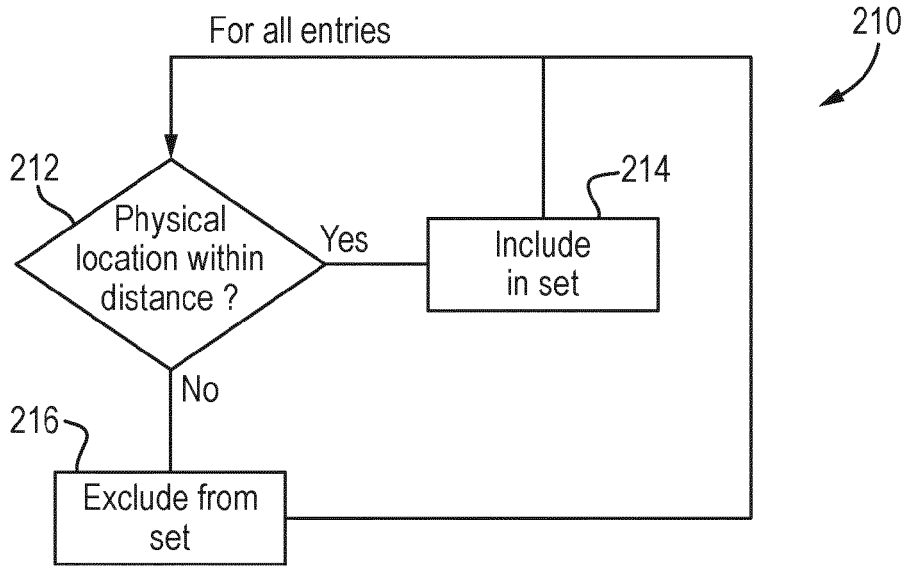 For all entries
210
212
Physical
location within
distance ?
Yes
214
Include
in set
No
216
Exclude from
set